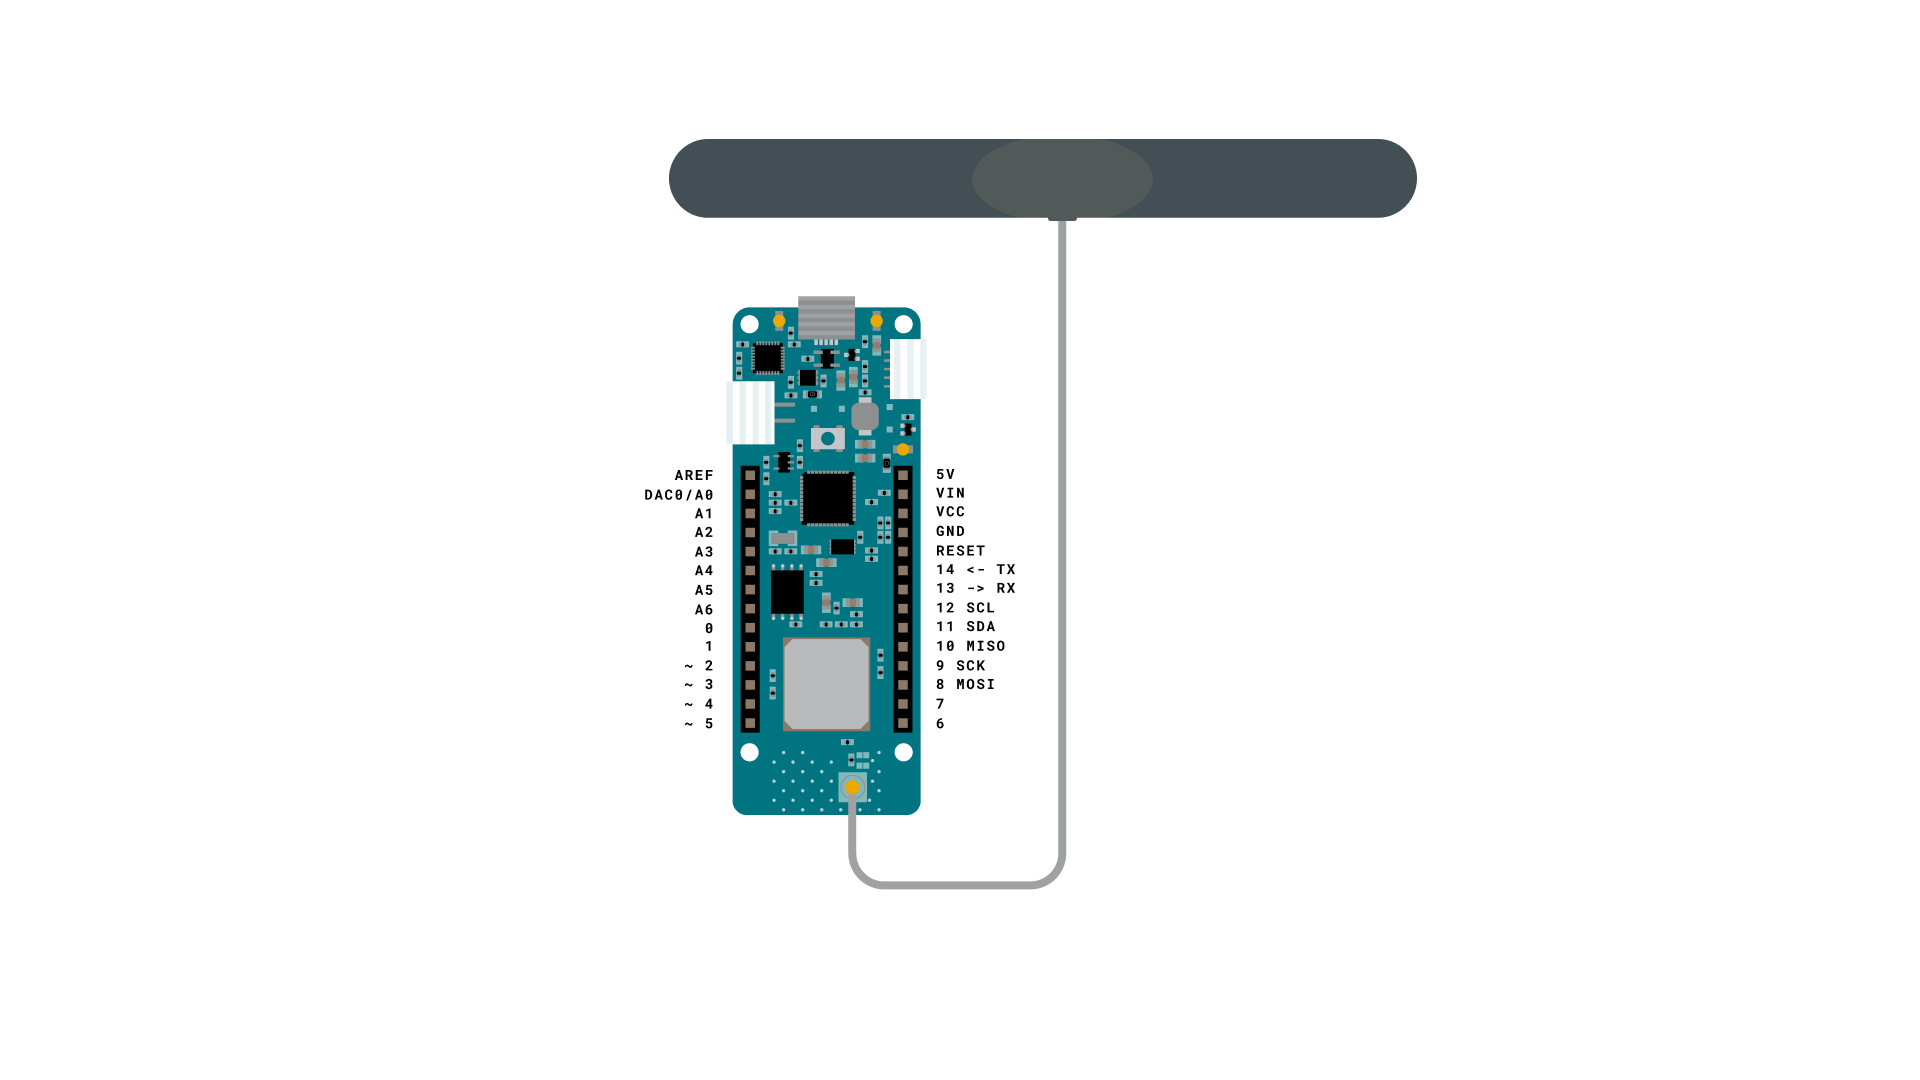 AREF
DAC0/A0
A1
A2
A3
A4
A5
A6
0
1
~ 2
~ 3
~ 4
~ 5
5V
VIN
VCC
GND
RESET
14 <- TX
13 -> RX
12 SCL
11 SDA
10 MISO
9 SCK
8 MOSI
7
6